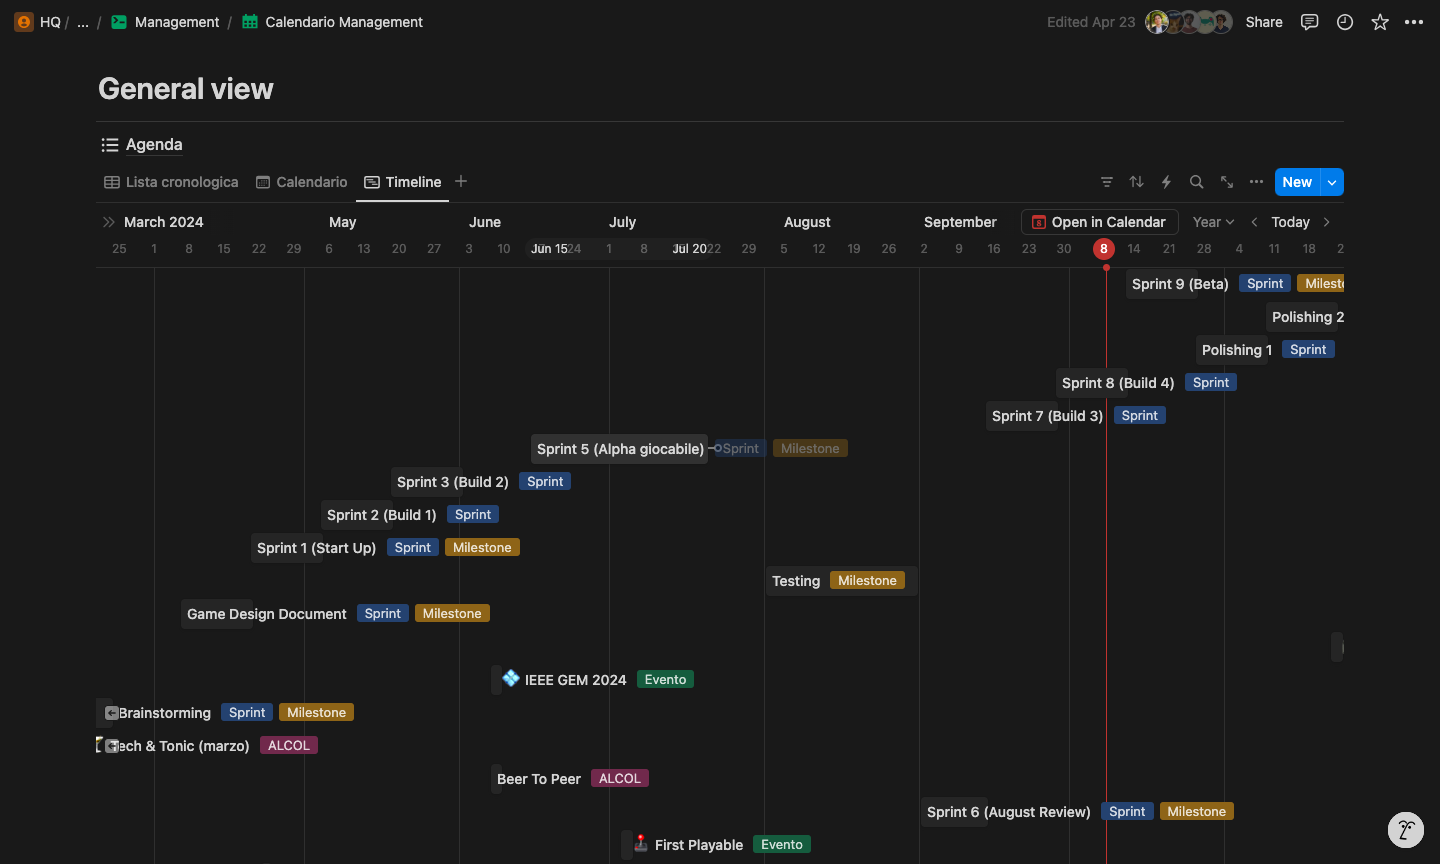 HQ / ... / Management / Calendario Management
Edited Apr 23 Share
General view
Agenda
Lista cronologica Calendario Timeline New
March 2024 May June July August September Open in Calendar Year Today
25 1 8 15 22 29 6 13 20 27 3 10 Jun 15 24 1 8 Jul 20 22 29 5 12 19 26 2 9 16 23 30 8 14 21 28 4 11 18
Sprint 9 (Beta) Sprint
Polishing 2
Polishing 1 Sprint
Sprint 8 (Build 4) Sprint
Sprint 7 (Build 3) Sprint
Sprint 5 (Alpha giocabile) Sprint Milestone
Sprint 3 (Build 2) Sprint
Sprint 2 (Build 1) Sprint
Sprint 1 (Start Up) Sprint Milestone
Testing Milestone
Game Design Document Sprint Milestone
IEEE GEM 2024 Evento
Brainstorming Sprint Milestone
ech & Tonic (marzo) ALCOL
Beer To Peer ALCOL
Sprint 6 (August Review) Sprint Milestone
First Playable Evento